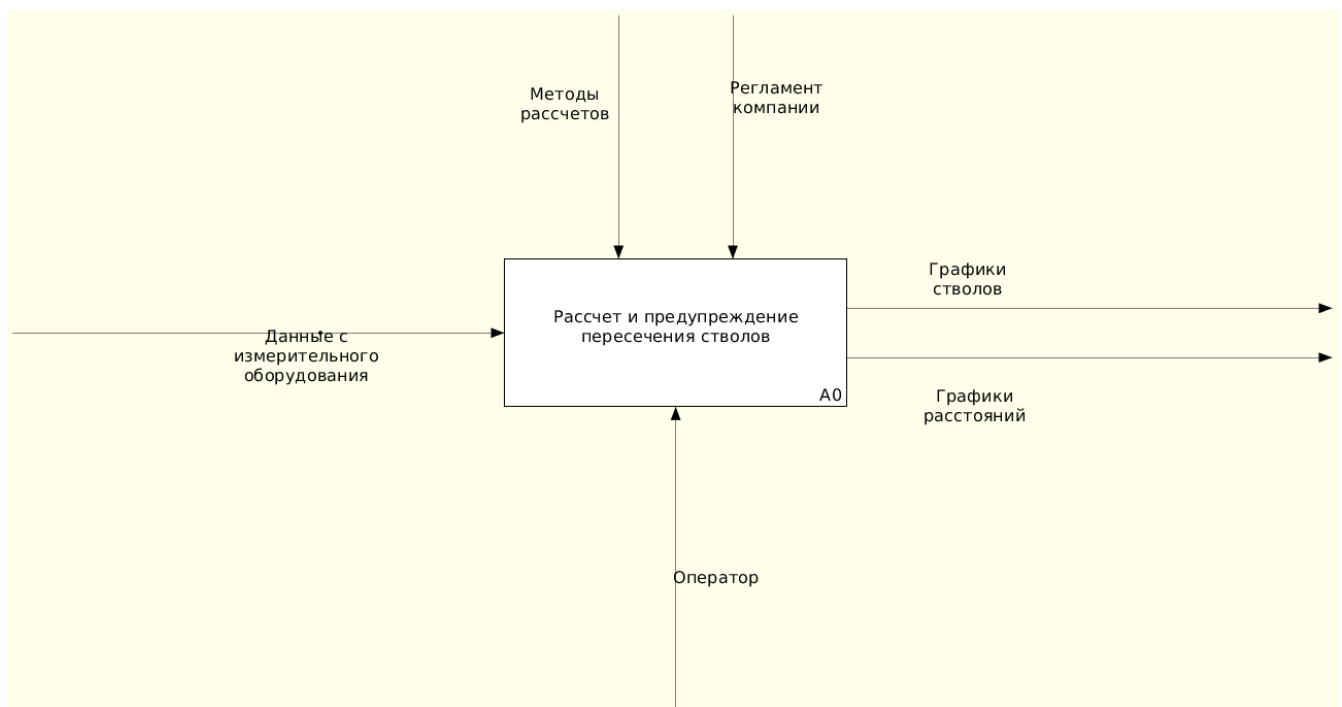 Методы
рассчетов
Регламент
компании
Графики
стволов
Рассчет и предупреждение
пересечения стволов
Данные с
измерительного
оборудования
A0
Графики
расстояний
Оператор